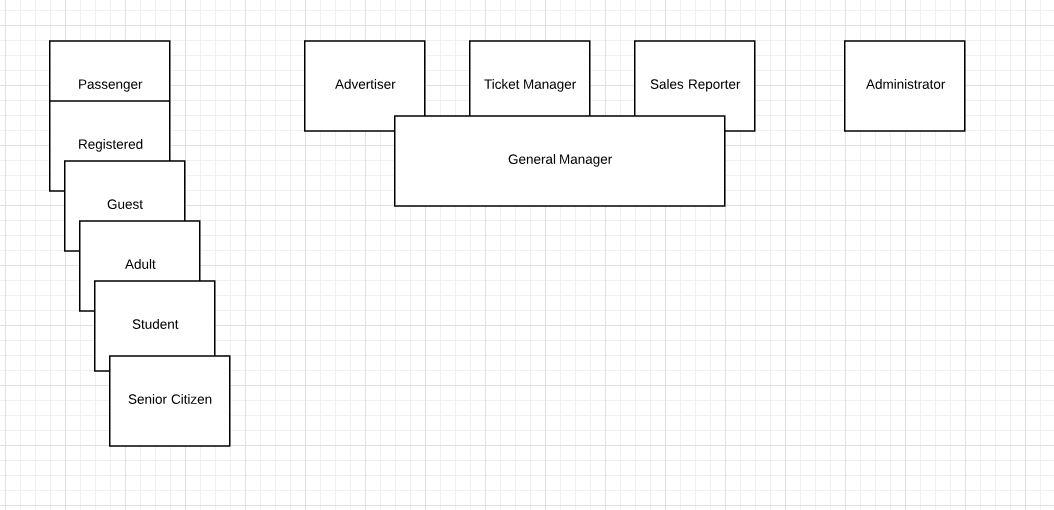 Passenger
Advertiser
Ticket Manager
Sales Reporter
Administrator
Registered
General Manager
Guest
Adult
Student
Senior Citizen